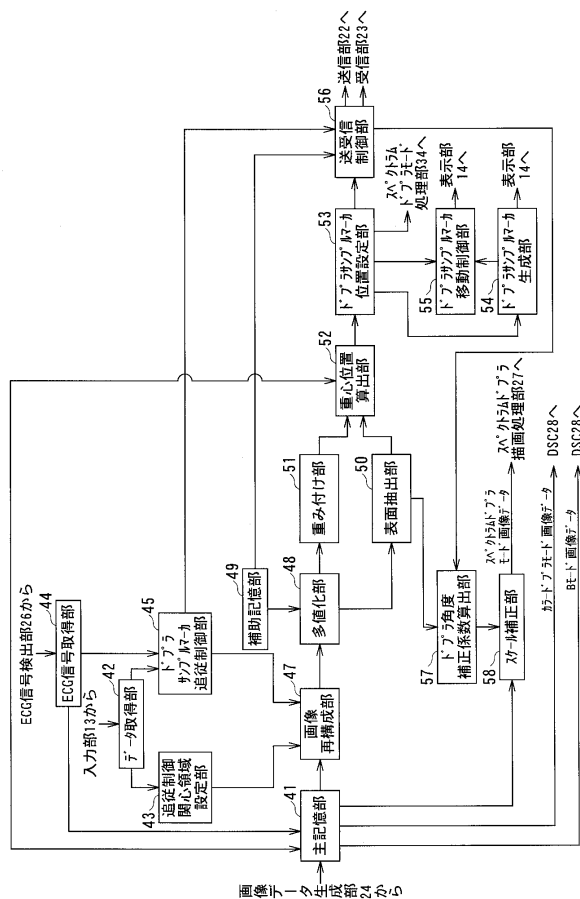 ECG信号検出部26から
44
ECG信号取得部
入力部13から
42
データ取得部
45
ドプラ
サンプルマーカ
追従制御部
43
追従制御
関心領域
設定部
画像データ生成部24から
41
主記憶部
47
画像
再構成部
49
補助記憶部
48
多値化部
51
重み付け部
50
表面抽出部
52
重心位置
算出部
53
ドプラサンプルマーカ
位置設定部
56
送受信
制御部
送信部22へ
受信部23へ
スペクトラム
ドプラモード
処理部34へ
55
ドプラサンプルマーカ
移動制御部
表示部
14へ
54
ドプラサンプルマーカ
生成部
表示部
14へ
57
ドプラ角度
補正係数算出部
58
スケール補正部
スペクトラムドプラ
モード画像データ
スペクトラムドプラ
描画処理部27へ
カラードプラモード画像データ
DSC28へ
Bモード画像データ
DSC28へ